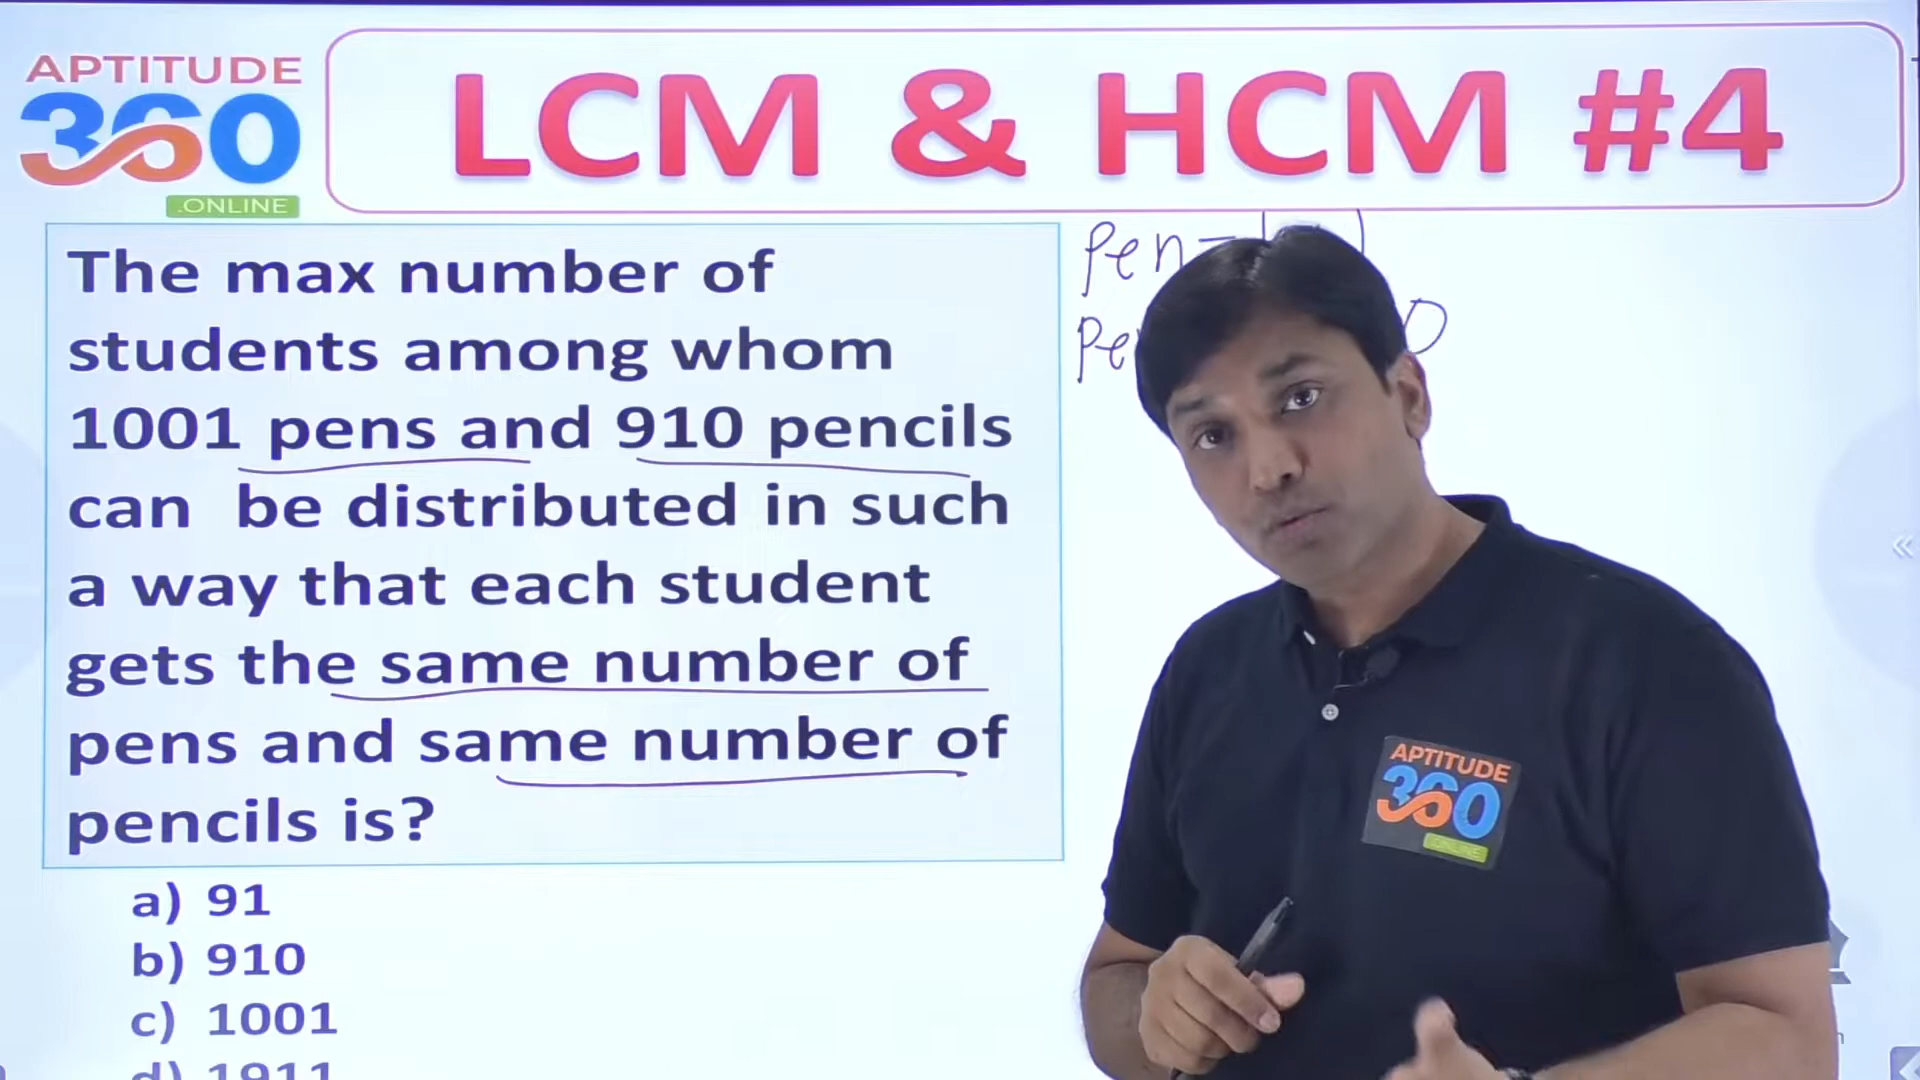 APTITUDE
360
.ONLINE
LCM & HCM #4
The max number of
students among whom
1001 pens and 910 pencils
can be distributed in such
a way that each student
gets the same number of
pens and same number of
pencils is?
a) 91
b) 910
c) 1001
d) 1911
Pen -
APTITUDE
360
ONLINE